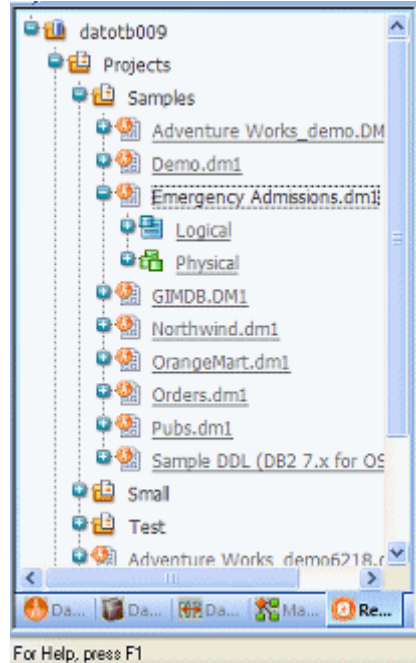 datotb009
Projects
Samples
Adventure Works_demo.DM
Demo.dm1
Emergency Admissions.dm1
Logical
Physical
GIMDB.DM1
Northwind.dm1
OrangeMart.dm1
Orders.dm1
Pubs.dm1
Sample DDL (DB2 7.x for OS
Small
Test
Adventure Works_demo6218.d
Da... Da... Da... Ma... Re...
For Help, press F1